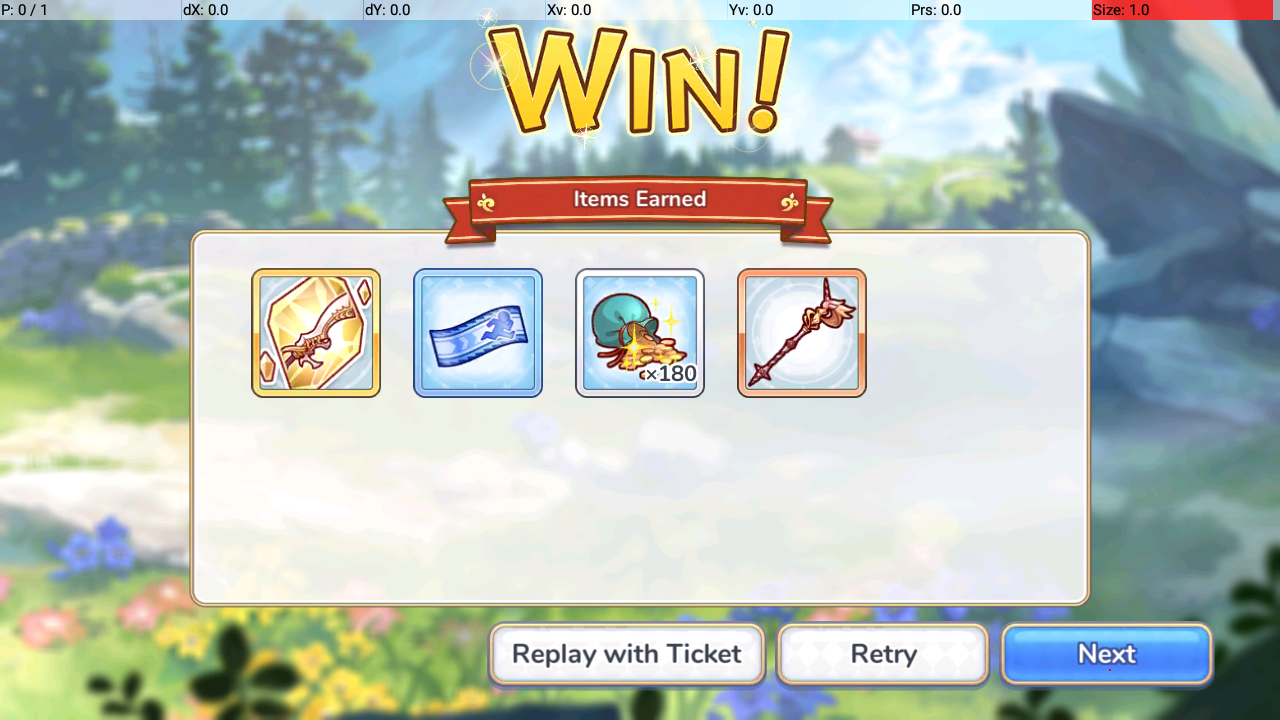 P: 0 / 1 dX: 0.0 dY: 0.0 Xv: 0.0 Yv: 0.0 Prs: 0.0 Size: 1.0
WIN!
Items Earned
×180
Replay with Ticket Retry Next